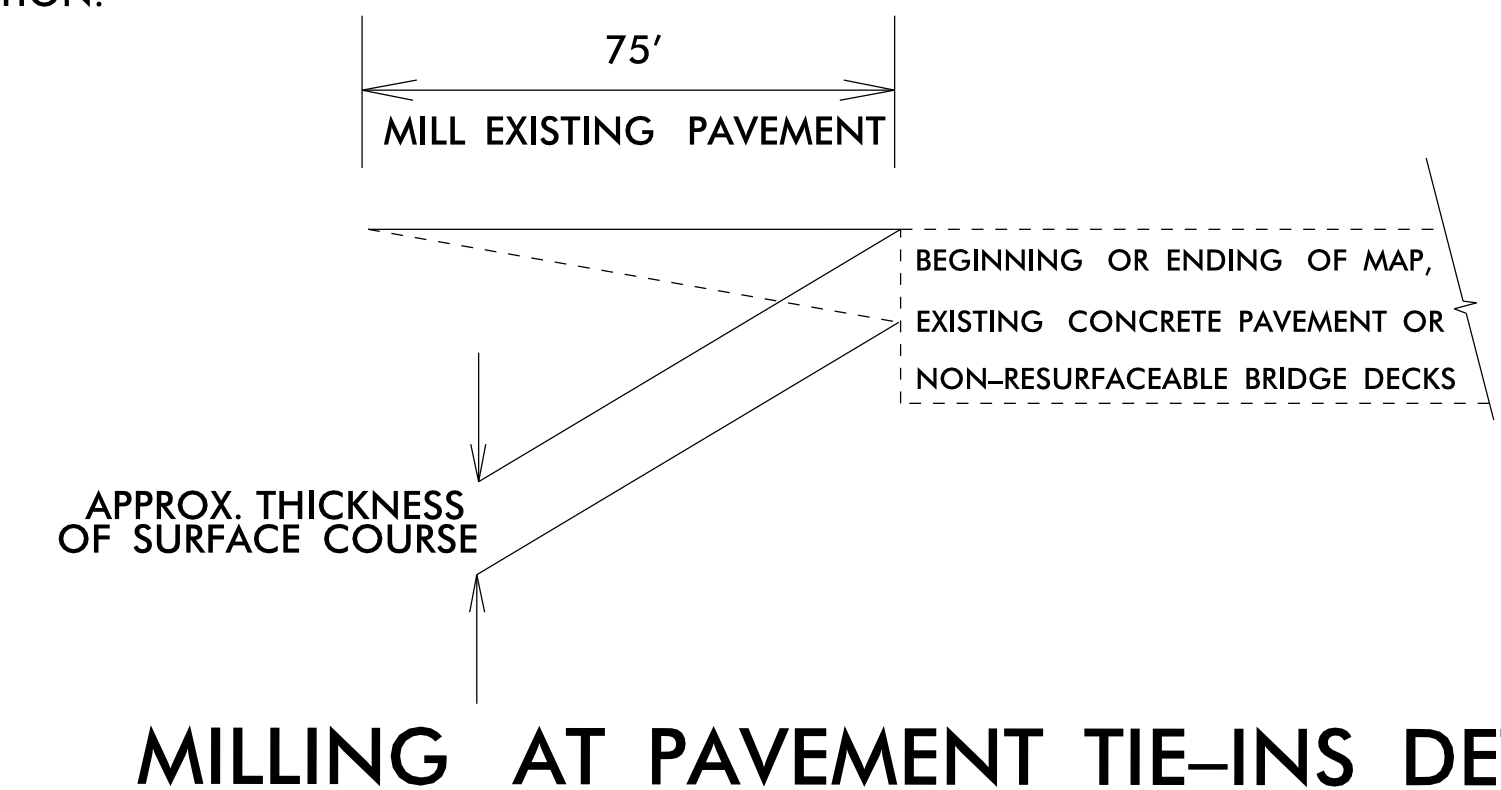 75'
MILL EXISTING PAVEMENT
BEGINNING OR ENDING OF MAP,
EXISTING CONCRETE PAVEMENT OR
NON–RESURFACEABLE BRIDGE DECKS
APPROX. THICKNESS
OF SURFACE COURSE
MILLING AT PAVEMENT TIE–INS